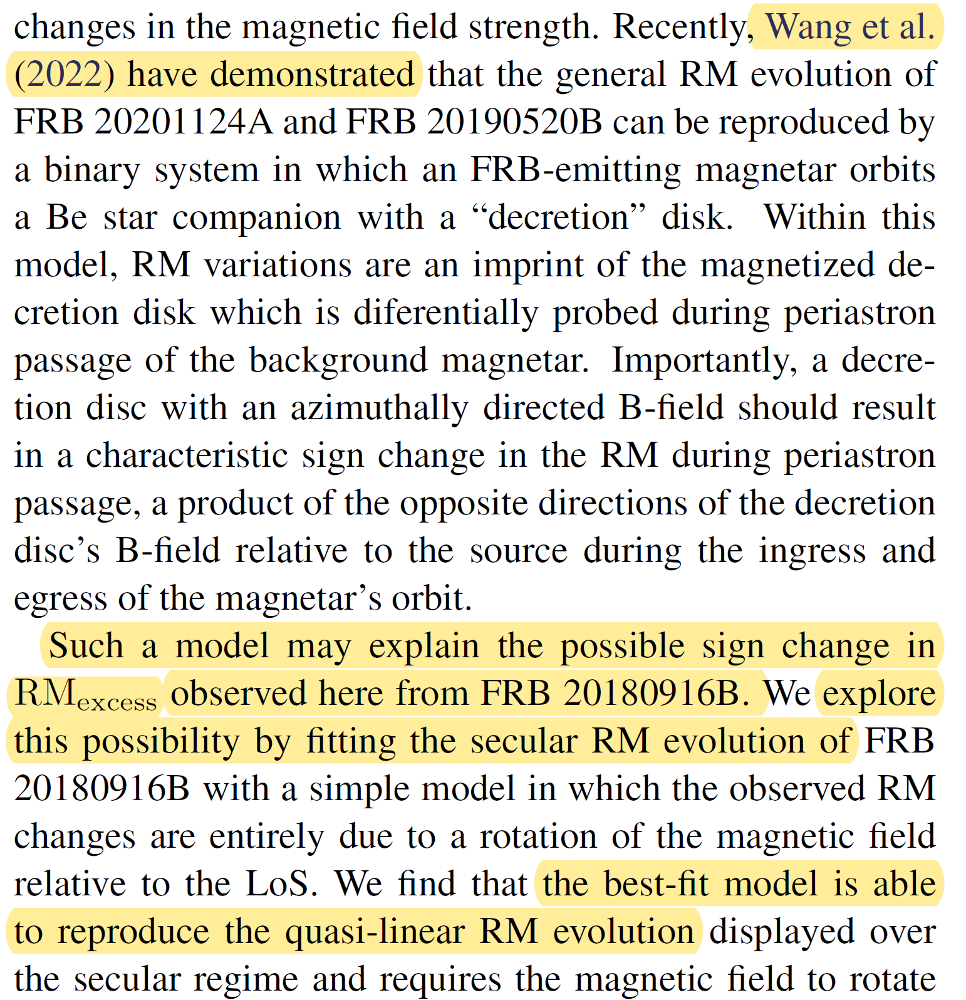 changes in the magnetic field strength. Recently, Wang et al.
(2022) have demonstrated that the general RM evolution of
FRB 20201124A and FRB 20190520B can be reproduced by
a binary system in which an FRB-emitting magnetar orbits
a Be star companion with a “decretion” disk. Within this
model, RM variations are an imprint of the magnetized de-
cretion disk which is diferentially probed during periastron
passage of the background magnetar. Importantly, a decre-
tion disc with an azimuthally directed B-field should result
in a characteristic sign change in the RM during periastron
passage, a product of the opposite directions of the decretion
disc’s B-field relative to the source during the ingress and
egress of the magnetar’s orbit.
Such a model may explain the possible sign change in
RMexcess observed here from FRB 20180916B. We explore
this possibility by fitting the secular RM evolution of FRB
20180916B with a simple model in which the observed RM
changes are entirely due to a rotation of the magnetic field
relative to the LoS. We find that the best-fit model is able
to reproduce the quasi-linear RM evolution displayed over
the secular regime and requires the magnetic field to rotate